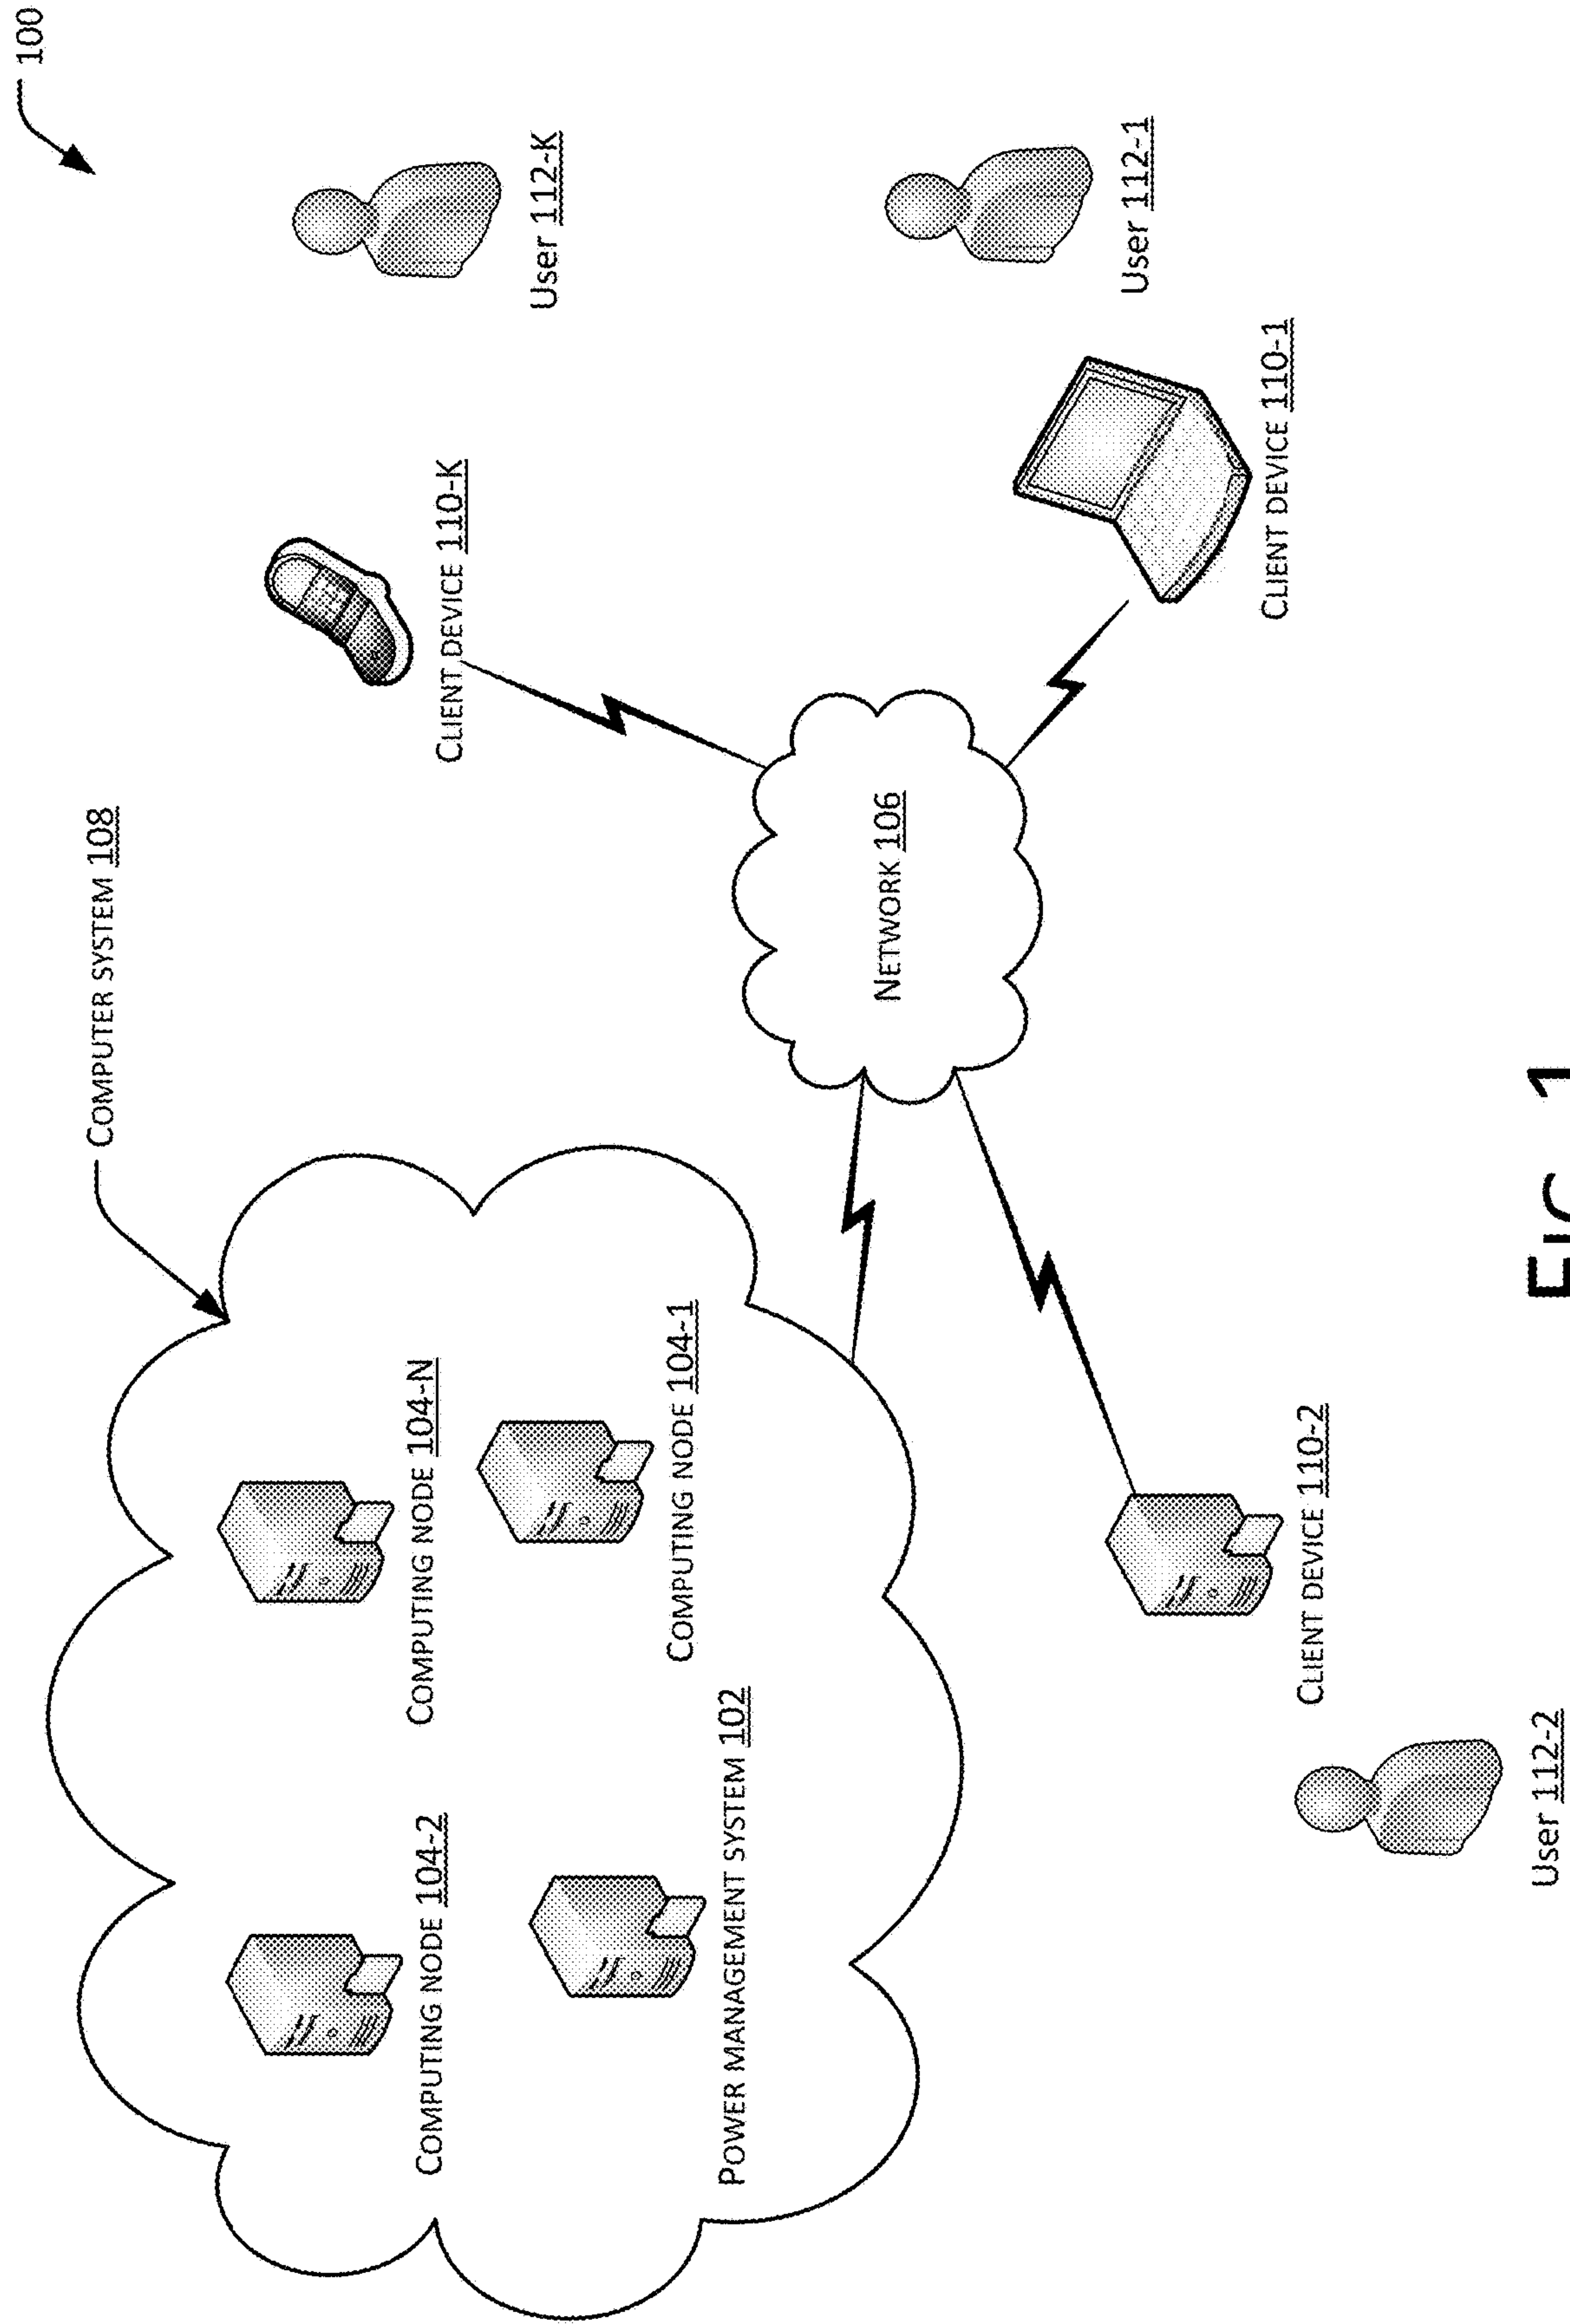 100
COMPUTER SYSTEM 108
COMPUTING NODE 104-2
COMPUTING NODE 104-N
CLIENT DEVICE 110-K
User 112-K
POWER MANAGEMENT SYSTEM 102
COMPUTING NODE 104-1
NETWORK 106
User 112-1
CLIENT DEVICE 110-2
CLIENT DEVICE 110-1
User 112-2
FIG. 1